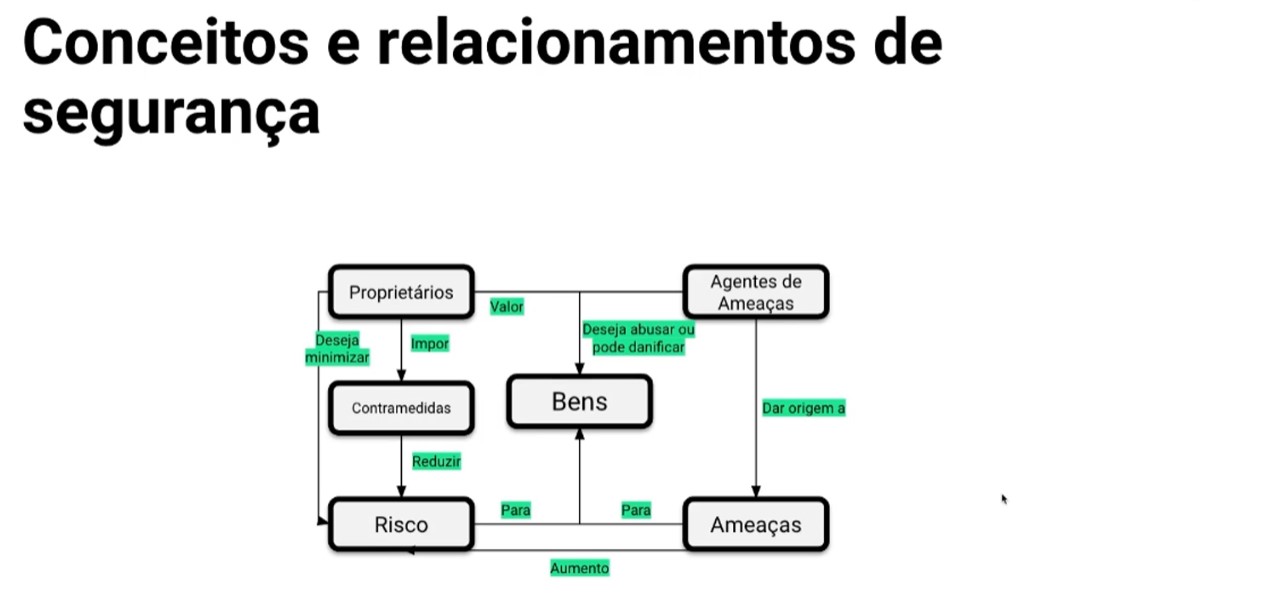 Conceitos e relacionamentos de
segurança
Proprietários
Agentes de
Ameaças
Valor
Deseja
minimizar
Impor
Deseja abusar ou
pode danificar
Contramedidas
Bens
Dar origem a
Reduzir
Para
Para
Risco
Ameaças
Aumento